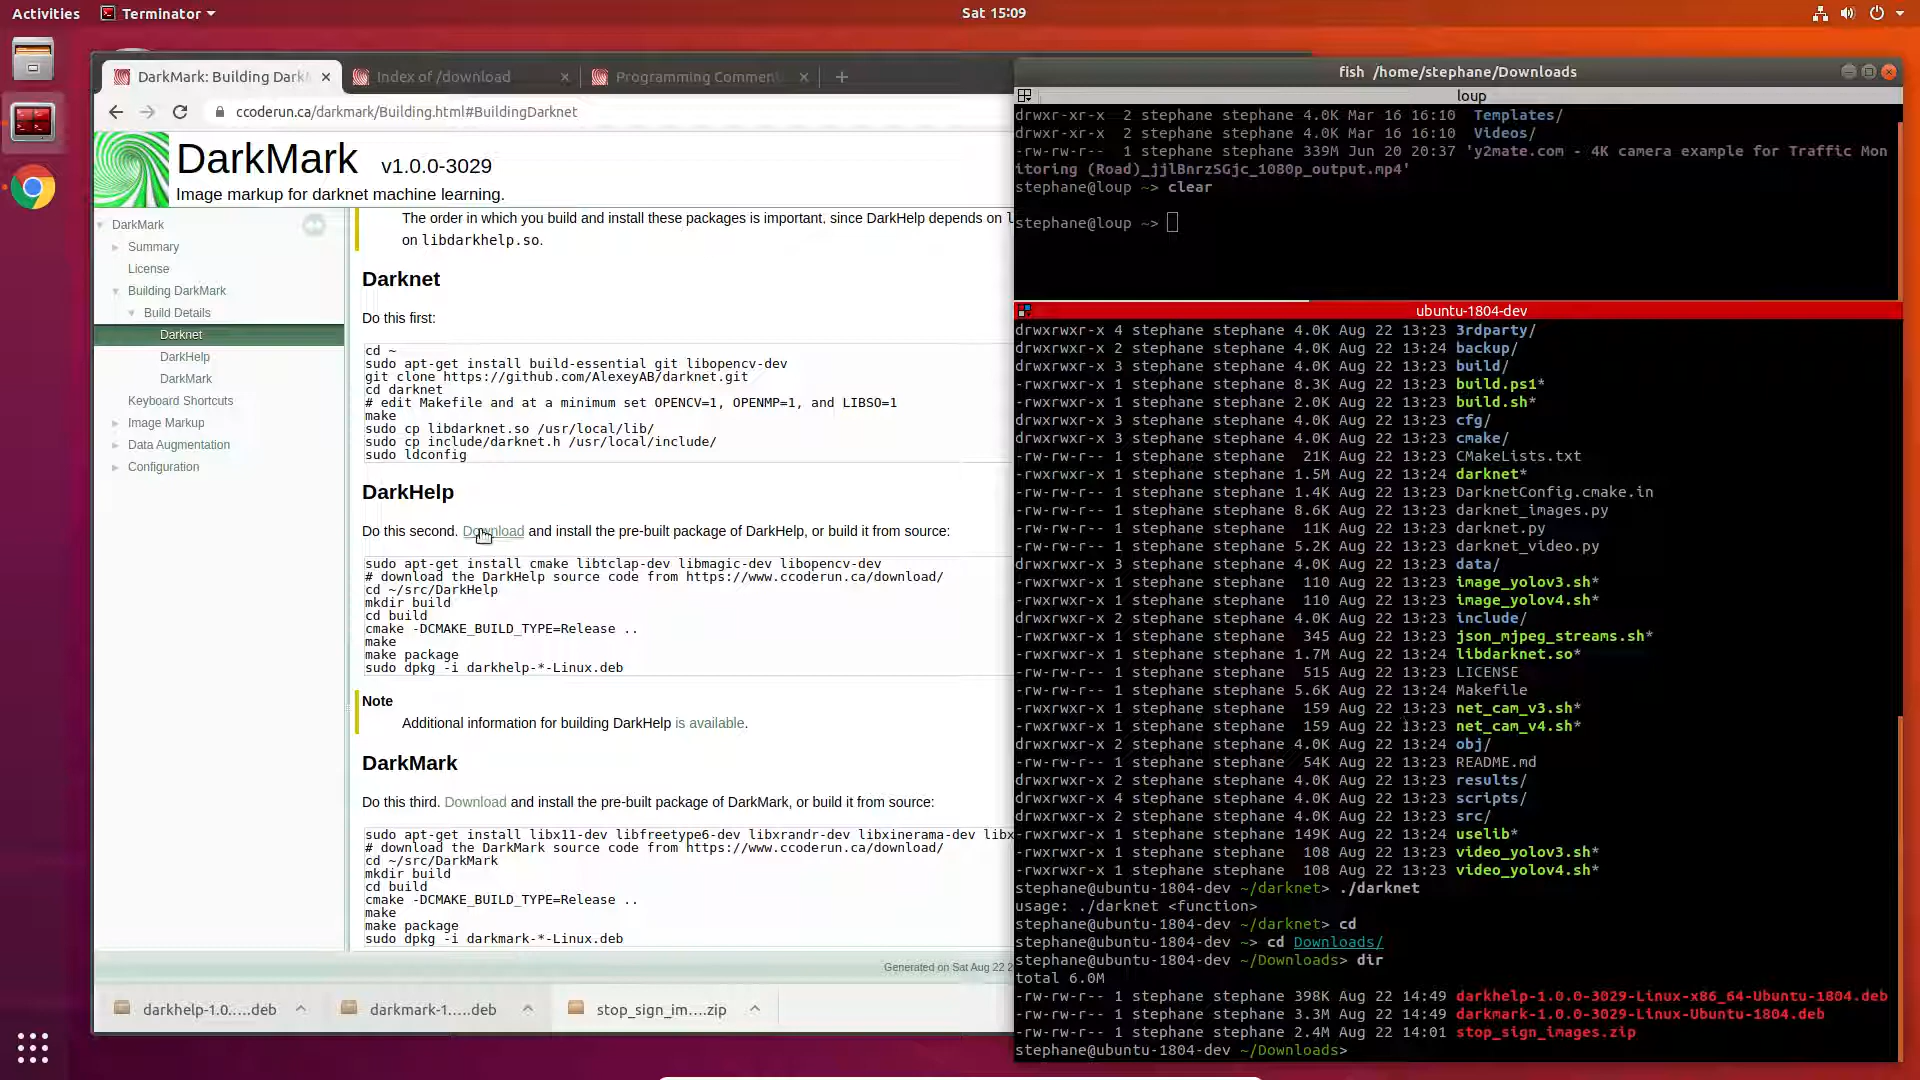 Activities Terminator Sat 15:09
DarkMark: Building Dark
Index of /download
Programming Commen
ccoderun.ca/darkmark/Building.html#BuildingDarknet
DarkMark v1.0.0-3029
Image markup for darknet machine learning.
DarkMark
Summary
License
Building DarkMark
Build Details
Darknet
DarkHelp
DarkMark
Keyboard Shortcuts
Image Markup
Data Augmentation
Configuration
The order in which you build and install these packages is important, since DarkHelp depends on
on libdarkhelp.so.
Darknet
Do this first:
cd ~
sudo apt-get install build-essential git libopencv-dev
git clone https://github.com/AlexeyAB/darknet.git
cd darknet
# edit Makefile and at a minimum set OPENCV=1, OPENMP=1, and LIBSO=1
make
sudo cp libdarknet.so /usr/local/lib/
sudo cp include/darknet.h /usr/local/include/
sudo ldconfig
DarkHelp
Do this second. Download and install the pre-built package of DarkHelp, or build it from source:
sudo apt-get install cmake libtclap-dev libmagic-dev libopencv-dev
# download the DarkHelp source code from https://www.ccoderun.ca/download/
cd ~/src/DarkHelp
mkdir build
cd build
cmake -DCMAKE_BUILD_TYPE=Release ..
make
make package
sudo dpkg -i darkhelp-*-Linux.deb
Note
Additional information for building DarkHelp is available.
DarkMark
Do this third. Download and install the pre-built package of DarkMark, or build it from source:
sudo apt-get install libx11-dev libfreetype6-dev libxrandr-dev libxinerama-dev libx
# download the DarkMark source code from https://www.ccoderun.ca/download/
cd ~/src/DarkMark
mkdir build
cd build
cmake -DCMAKE_BUILD_TYPE=Release ..
make
make package
sudo dpkg -i darkmark-*-Linux.deb
Generated on Sat Aug 22 2
darkhelp-1.0.....deb
darkmark-1.....deb
stop_sign_im....zip
fish /home/stephane/Downloads
loup
drwxr-xr-x 2 stephane stephane 4.0K Mar 16 16:10 Templates/
drwxr-xr-x 2 stephane stephane 4.0K Mar 16 16:10 Videos/
-rw-rw-r-- 1 stephane stephane 339M Jun 20 20:37 'y2mate.com - 4K camera example for Traffic Mon
itoring (Road)_jjlBnrzSGjc_1080p_output.mp4'
stephane@loup ~> clear
stephane@loup ~>
ubuntu-1804-dev
drwxrwxr-x 4 stephane stephane 4.0K Aug 22 13:23 3rdparty/
drwxrwxr-x 2 stephane stephane 4.0K Aug 22 13:24 backup/
drwxrwxr-x 3 stephane stephane 4.0K Aug 22 13:23 build/
-rwxrwxr-x 1 stephane stephane 8.3K Aug 22 13:23 build.ps1*
-rwxrwxr-x 1 stephane stephane 2.0K Aug 22 13:23 build.sh*
drwxrwxr-x 3 stephane stephane 4.0K Aug 22 13:23 cfg/
drwxrwxr-x 3 stephane stephane 4.0K Aug 22 13:23 cmake/
-rw-rw-r-- 1 stephane stephane 21K Aug 22 13:23 CMakeLists.txt
-rwxrwxr-x 1 stephane stephane 1.5M Aug 22 13:24 darknet*
-rw-rw-r-- 1 stephane stephane 1.4K Aug 22 13:23 DarknetConfig.cmake.in
-rw-rw-r-- 1 stephane stephane 8.6K Aug 22 13:23 darknet_images.py
-rw-rw-r-- 1 stephane stephane 11K Aug 22 13:23 darknet.py
-rw-rw-r-- 1 stephane stephane 5.2K Aug 22 13:23 darknet_video.py
drwxrwxr-x 3 stephane stephane 4.0K Aug 22 13:23 data/
-rwxrwxr-x 1 stephane stephane 110 Aug 22 13:23 image_yolov3.sh*
-rwxrwxr-x 1 stephane stephane 110 Aug 22 13:23 image_yolov4.sh*
drwxrwxr-x 2 stephane stephane 4.0K Aug 22 13:23 include/
-rwxrwxr-x 1 stephane stephane 345 Aug 22 13:23 json_mjpeg_streams.sh*
-rwxrwxr-x 1 stephane stephane 1.7M Aug 22 13:24 libdarknet.so*
-rw-rw-r-- 1 stephane stephane 515 Aug 22 13:23 LICENSE
-rw-rw-r-- 1 stephane stephane 5.6K Aug 22 13:24 Makefile
-rwxrwxr-x 1 stephane stephane 159 Aug 22 13:23 net_cam_v3.sh*
-rwxrwxr-x 1 stephane stephane 159 Aug 22 13:23 net_cam_v4.sh*
drwxrwxr-x 2 stephane stephane 4.0K Aug 22 13:24 obj/
-rw-rw-r-- 1 stephane stephane 54K Aug 22 13:23 README.md
drwxrwxr-x 2 stephane stephane 4.0K Aug 22 13:23 results/
drwxrwxr-x 4 stephane stephane 4.0K Aug 22 13:23 scripts/
drwxrwxr-x 2 stephane stephane 4.0K Aug 22 13:23 src/
-rwxrwxr-x 1 stephane stephane 149K Aug 22 13:24 uselib*
-rwxrwxr-x 1 stephane stephane 108 Aug 22 13:23 video_yolov3.sh*
-rwxrwxr-x 1 stephane stephane 108 Aug 22 13:23 video_yolov4.sh*
stephane@ubuntu-1804-dev ~/darknet> ./darknet
usage: ./darknet <function>
stephane@ubuntu-1804-dev ~/darknet> cd
stephane@ubuntu-1804-dev ~> cd Downloads/
stephane@ubuntu-1804-dev ~/Downloads> dir
total 6.0M
-rw-rw-r-- 1 stephane stephane 398K Aug 22 14:49 darkhelp-1.0.0-3029-Linux-x86_64-Ubuntu-1804.deb
-rw-rw-r-- 1 stephane stephane 3.3M Aug 22 14:49 darkmark-1.0.0-3029-Linux-Ubuntu-1804.deb
-rw-rw-r-- 1 stephane stephane 2.4M Aug 22 14:01 stop_sign_images.zip
stephane@ubuntu-1804-dev ~/Downloads>